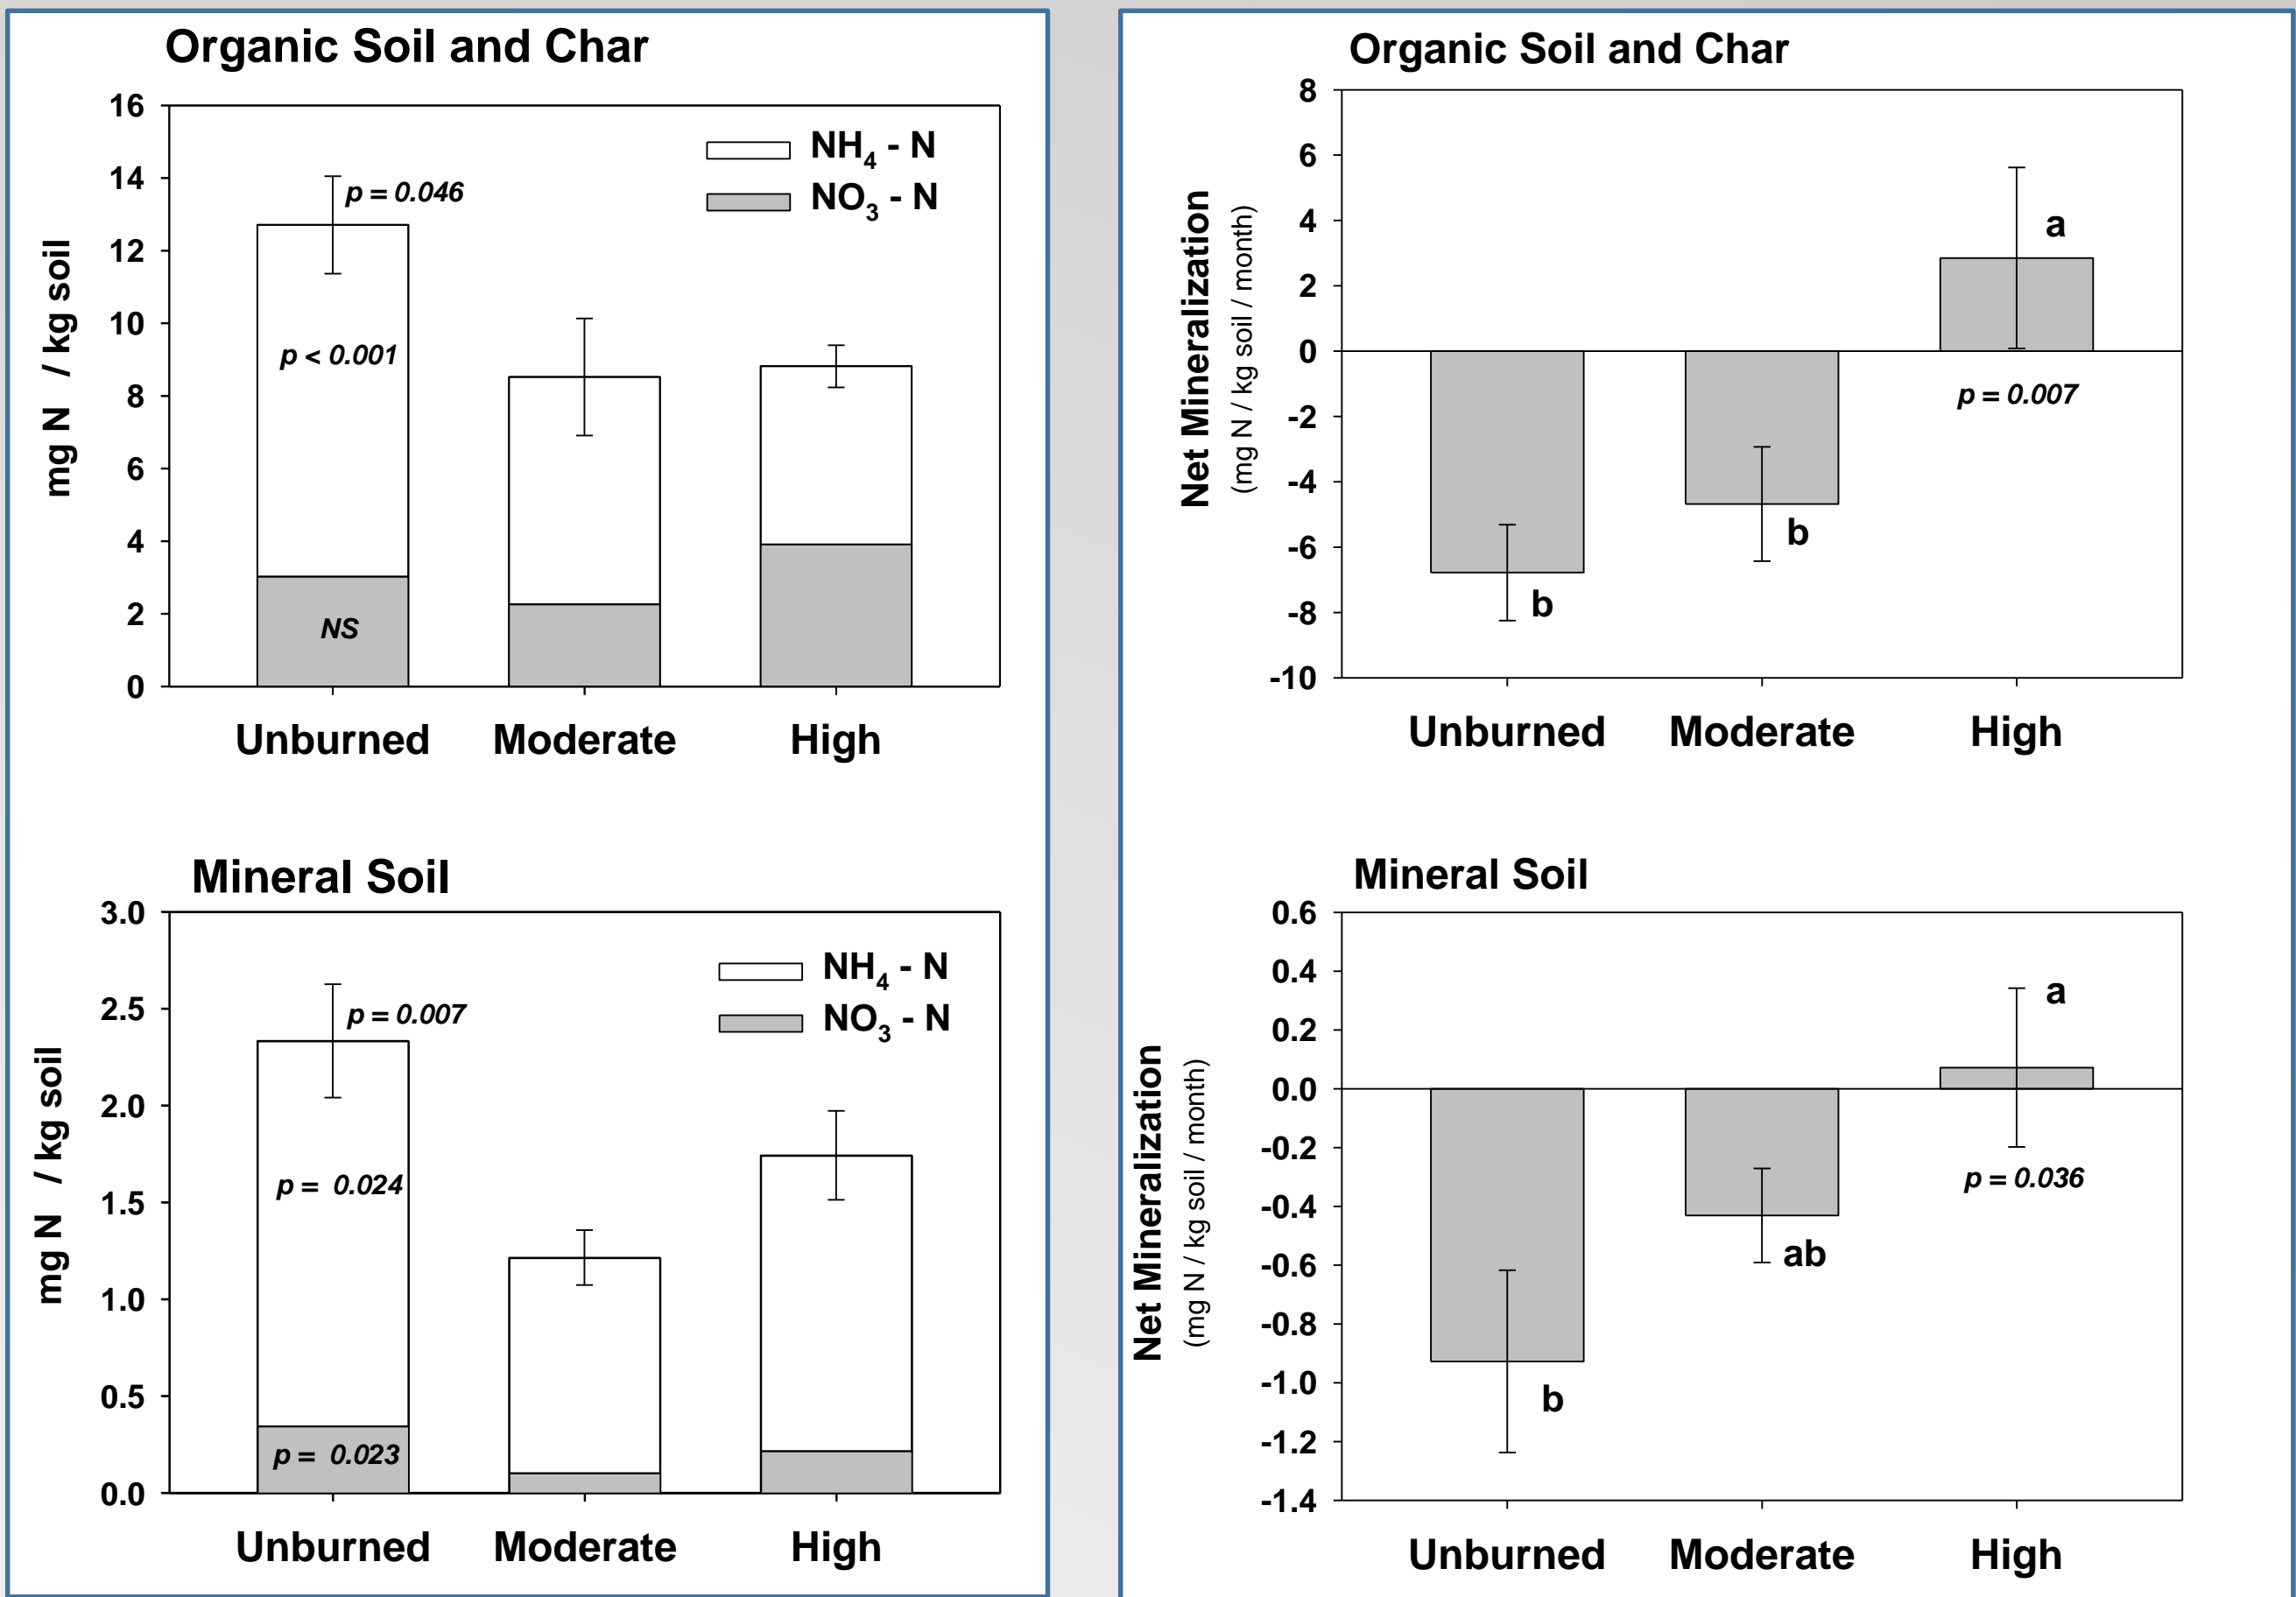 Organic Soil and Char
16
14
12
10
8
6
4
2
0
mg N / kg soil
NH4 - N
NO3 - N
p = 0.046
p < 0.001
NS
Unburned Moderate High
Mineral Soil
3.0
2.5
2.0
1.5
1.0
0.5
0.0
mg N / kg soil
NH4 - N
NO3 - N
p = 0.007
p = 0.024
p = 0.023
Unburned Moderate High
Organic Soil and Char
8
6
4
2
0
-2
-4
-6
-8
-10
Net Mineralization
(mg N / kg soil / month)
a
p = 0.007
b
b
Unburned Moderate High
Mineral Soil
0.6
0.4
0.2
0.0
-0.2
-0.4
-0.6
-0.8
-1.0
-1.2
-1.4
Net Mineralization
(mg N / kg soil / month)
a
p = 0.036
ab
b
Unburned Moderate High